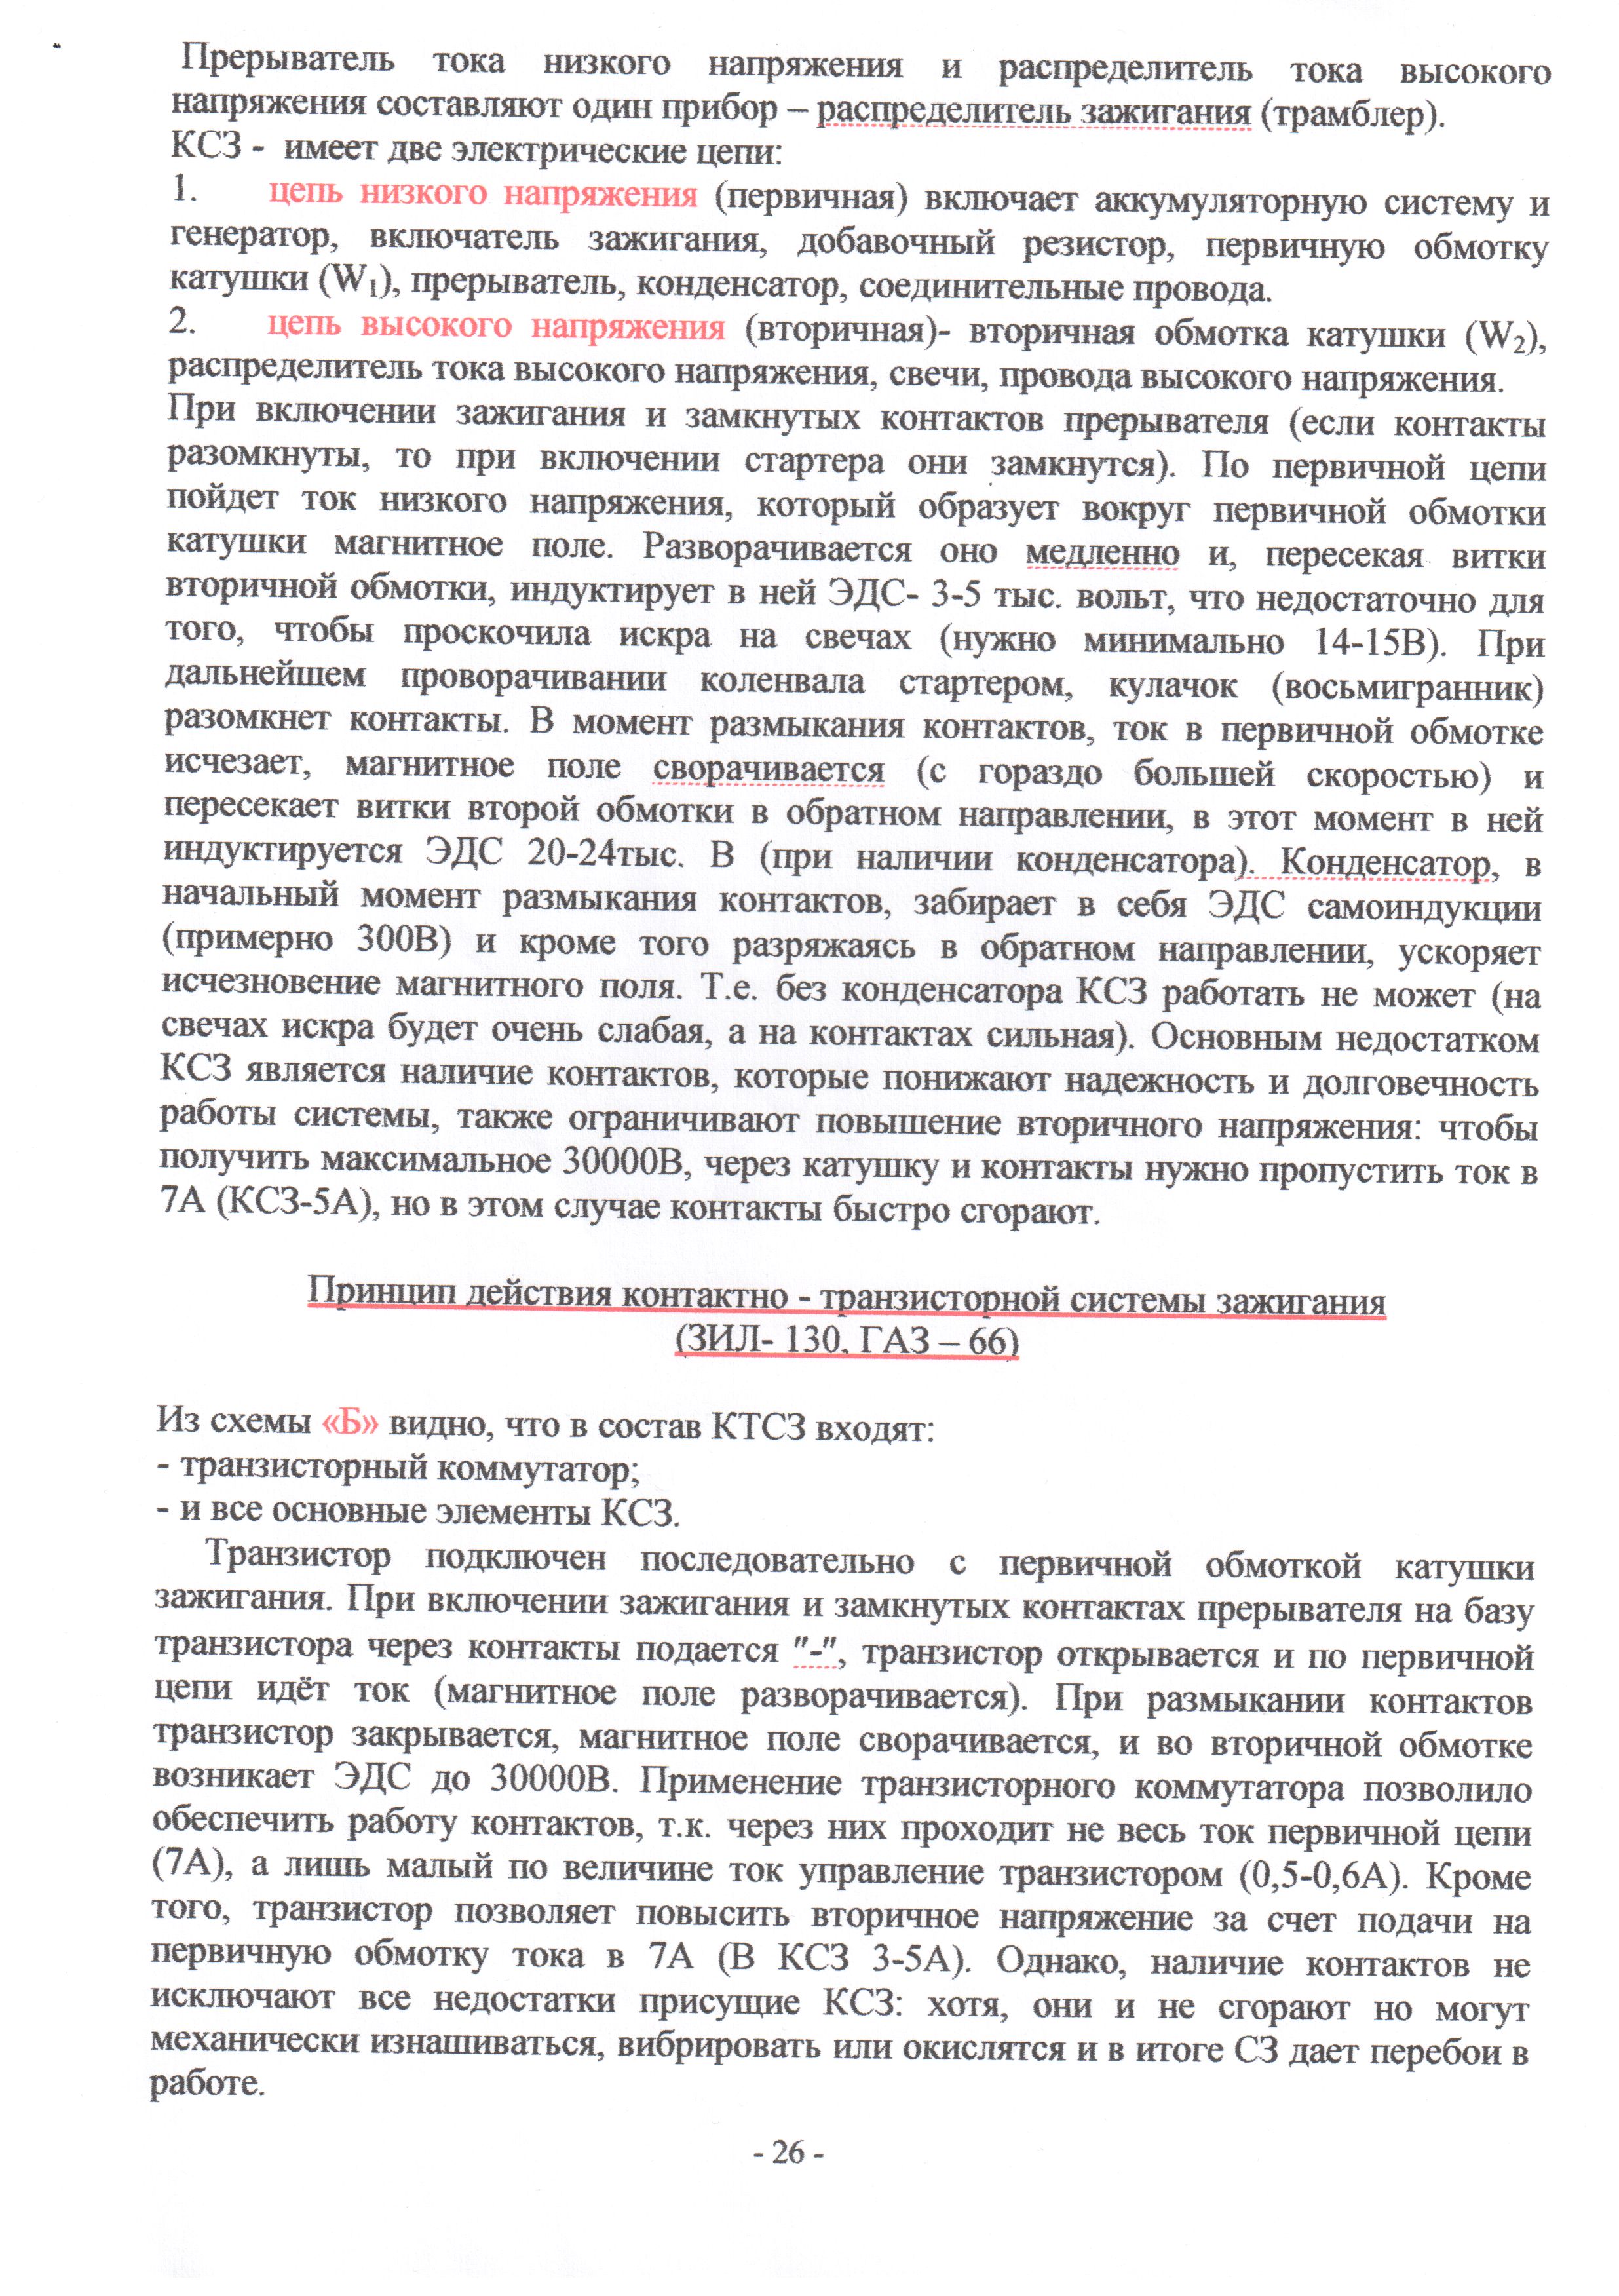 Прерыватель тока низкого напряжения и распределитель тока высокого
напряжения составляют один прибор – распределитель зажигания (трамблер).
КСЗ - имеет две электрические цепи:
1. цепь низкого напряжения (первичная) включает аккумуляторную систему и
генератор, включатель зажигания, добавочный резистор, первичную обмотку
катушки (W₁), прерыватель, конденсатор, соединительные провода.
2. цепь высокого напряжения (вторичная)- вторичная обмотка катушки (W₂),
распределитель тока высокого напряжения, свечи, провода высокого напряжения.
При включении зажигания и замкнутых контактов прерывателя (если контакты
разомкнуты, то при включении стартера они замкнутся). По первичной цепи
пойдет ток низкого напряжения, который образует вокруг первичной обмотки
катушки магнитное поле. Разворачивается оно медленно и, пересекая витки
вторичной обмотки, индуктирует в ней ЭДС- 3-5 тыс. вольт, что недостаточно для
того, чтобы проскочила искра на свечах (нужно минимально 14-15В). При
дальнейшем проворачивании коленвала стартером, кулачок (восьмигранник)
разомкнет контакты. В момент размыкания контактов, ток в первичной обмотке
исчезает, магнитное поле сворачивается (с гораздо большей скоростью) и
пересекает витки второй обмотки в обратном направлении, в этот момент в ней
индуктируется ЭДС 20-24тыс. В (при наличии конденсатора). Конденсатор, в
начальный момент размыкания контактов, забирает в себя ЭДС самоиндукции
(примерно 300В) и кроме того разряжаясь в обратном направлении, ускоряет
исчезновение магнитного поля. Т.е. без конденсатора КСЗ работать не может (на
свечах искра будет очень слабая, а на контактах сильная). Основным недостатком
КСЗ является наличие контактов, которые понижают надежность и долговечность
работы системы, также ограничивают повышение вторичного напряжения: чтобы
получить максимальное 30000В, через катушку и контакты нужно пропустить ток в
7А (КСЗ-5А), но в этом случае контакты быстро сгорают.
Принцип действия контактно - транзисторной системы зажигания
(ЗИЛ- 130, ГАЗ – 66)
Из схемы «Б» видно, что в состав КТСЗ входят:
- транзисторный коммутатор;
- и все основные элементы КСЗ.
Транзистор подключен последовательно с первичной обмоткой катушки
зажигания. При включении зажигания и замкнутых контактах прерывателя на базу
транзистора через контакты подается "-", транзистор открывается и по первичной
цепи идёт ток (магнитное поле разворачивается). При размыкании контактов
транзистор закрывается, магнитное поле сворачивается, и во вторичной обмотке
возникает ЭДС до 30000В. Применение транзисторного коммутатора позволило
обеспечить работу контактов, т.к. через них проходит не весь ток первичной цепи
(7А), а лишь малый по величине ток управление транзистором (0,5-0,6А). Кроме
того, транзистор позволяет повысить вторичное напряжение за счет подачи на
первичную обмотку тока в 7А (В КСЗ 3-5А). Однако, наличие контактов не
исключают все недостатки присущие КСЗ: хотя, они и не сгорают но могут
механически изнашиваться, вибрировать или окислятся и в итоге СЗ дает перебои в
работе.
- 26 -